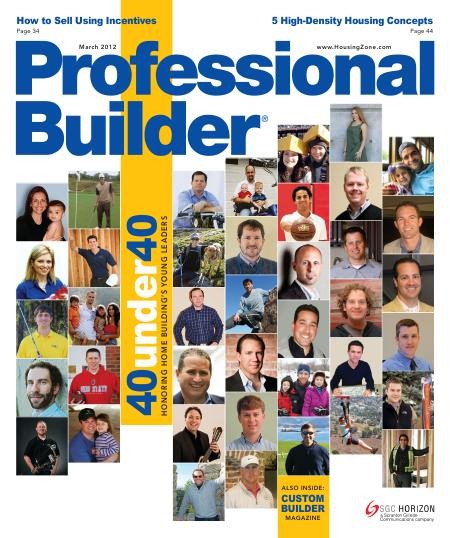 How to Sell Using Incentives
Page 34
5 High-Density Housing Concepts
Page 44
March 2012
www.HousingZone.com
Professional
Builder®
40under40
HONORING HOME BUILDING'S YOUNG LEADERS
OHIO STATE
ALSO INSIDE:
CUSTOM
BUILDER
MAGAZINE
SGC HORIZON
a Scranton Gillette
Communications company